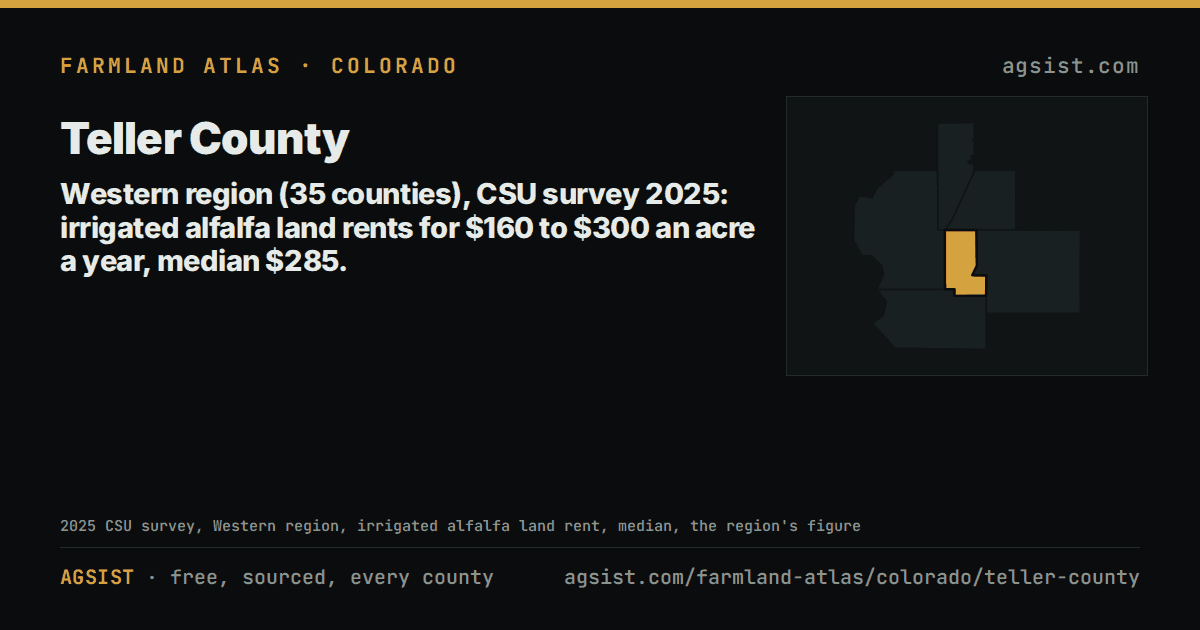 FARMLAND ATLAS · COLORADO
agsist.com
Teller County
Western region (35 counties), CSU survey 2025:
irrigated alfalfa land rents for $160 to $300 an acre
a year, median $285.
2025 CSU survey, Western region, irrigated alfalfa land rent, median, the region's figure
AGSIST · free, sourced, every county
agsist.com/farmland-atlas/colorado/teller-county